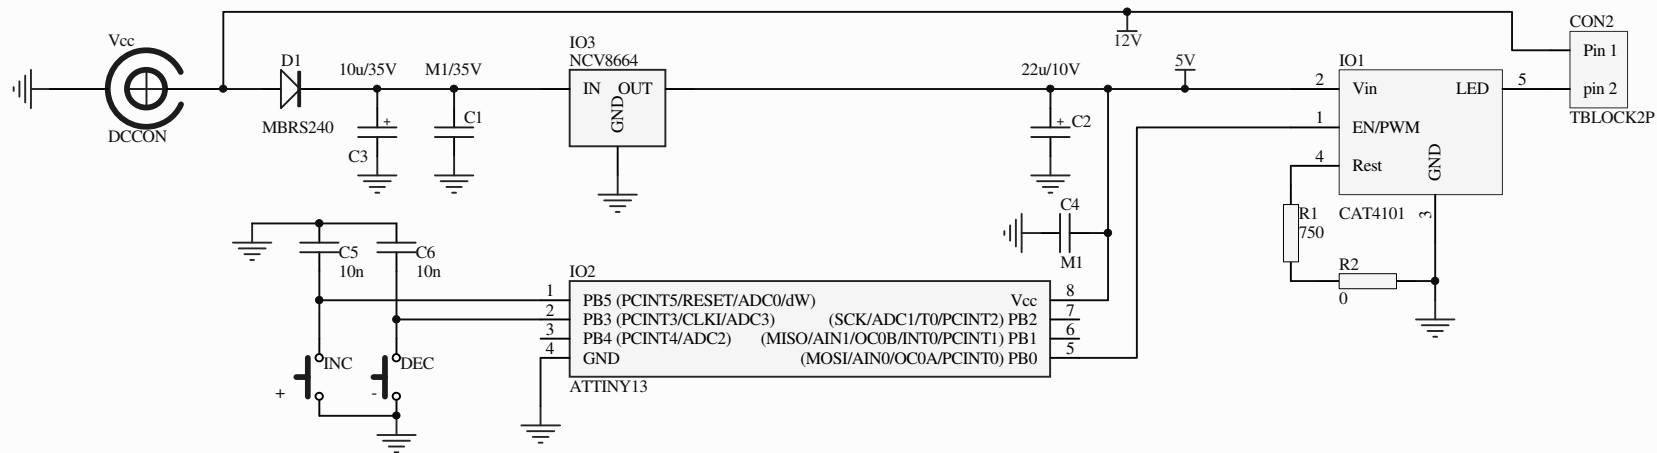 12V
CON2
Pin 1
pin 2
TBLOCK2P
Vcc
DCCON
D1
MBRS240
10u/35V
+
C3
M1/35V
C1
IO3
NCV8664
IN
OUT
GND
22u/10V
+
C2
5V
IO1
2
Vin
LED
5
1
EN/PWM
4
Rest
GND
3
CAT4101
R1
750
R2
0
C4
M1
C5
10n
C6
10n
IO2
1
PB5 (PCINT5/RESET/ADC0/dW)
Vcc
8
2
PB3 (PCINT3/CLKI/ADC3)
(SCK/ADC1/T0/PCINT2) PB2
7
3
PB4 (PCINT4/ADC2)
(MISO/AIN1/OC0B/INT0/PCINT1) PB1
6
4
GND
(MOSI/AIN0/OC0A/PCINT0) PB0
5
ATTINY13
INC
+
DEC
-